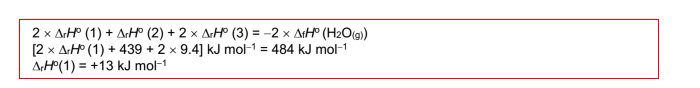 2 × ΔᵣHº (1) + ΔᵣHº (2) + 2 × ΔᵣHº (3) = −2 × ΔfHº (H2O(g))
[2 × ΔᵣHº (1) + 439 + 2 × 9.4] kJ mol⁻¹ = 484 kJ mol⁻¹
ΔᵣHº(1) = +13 kJ mol⁻¹